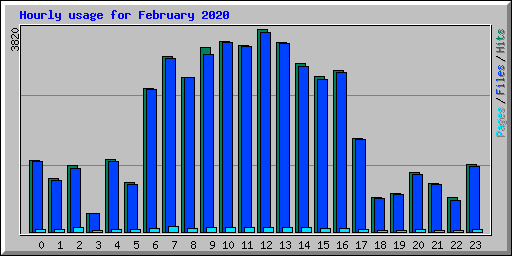 Hourly usage for February 2020
3820
Pages/Files/Hits
0 1 2 3 4 5 6 7 8 9 10 11 12 13 14 15 16 17 18 19 20 21 22 23